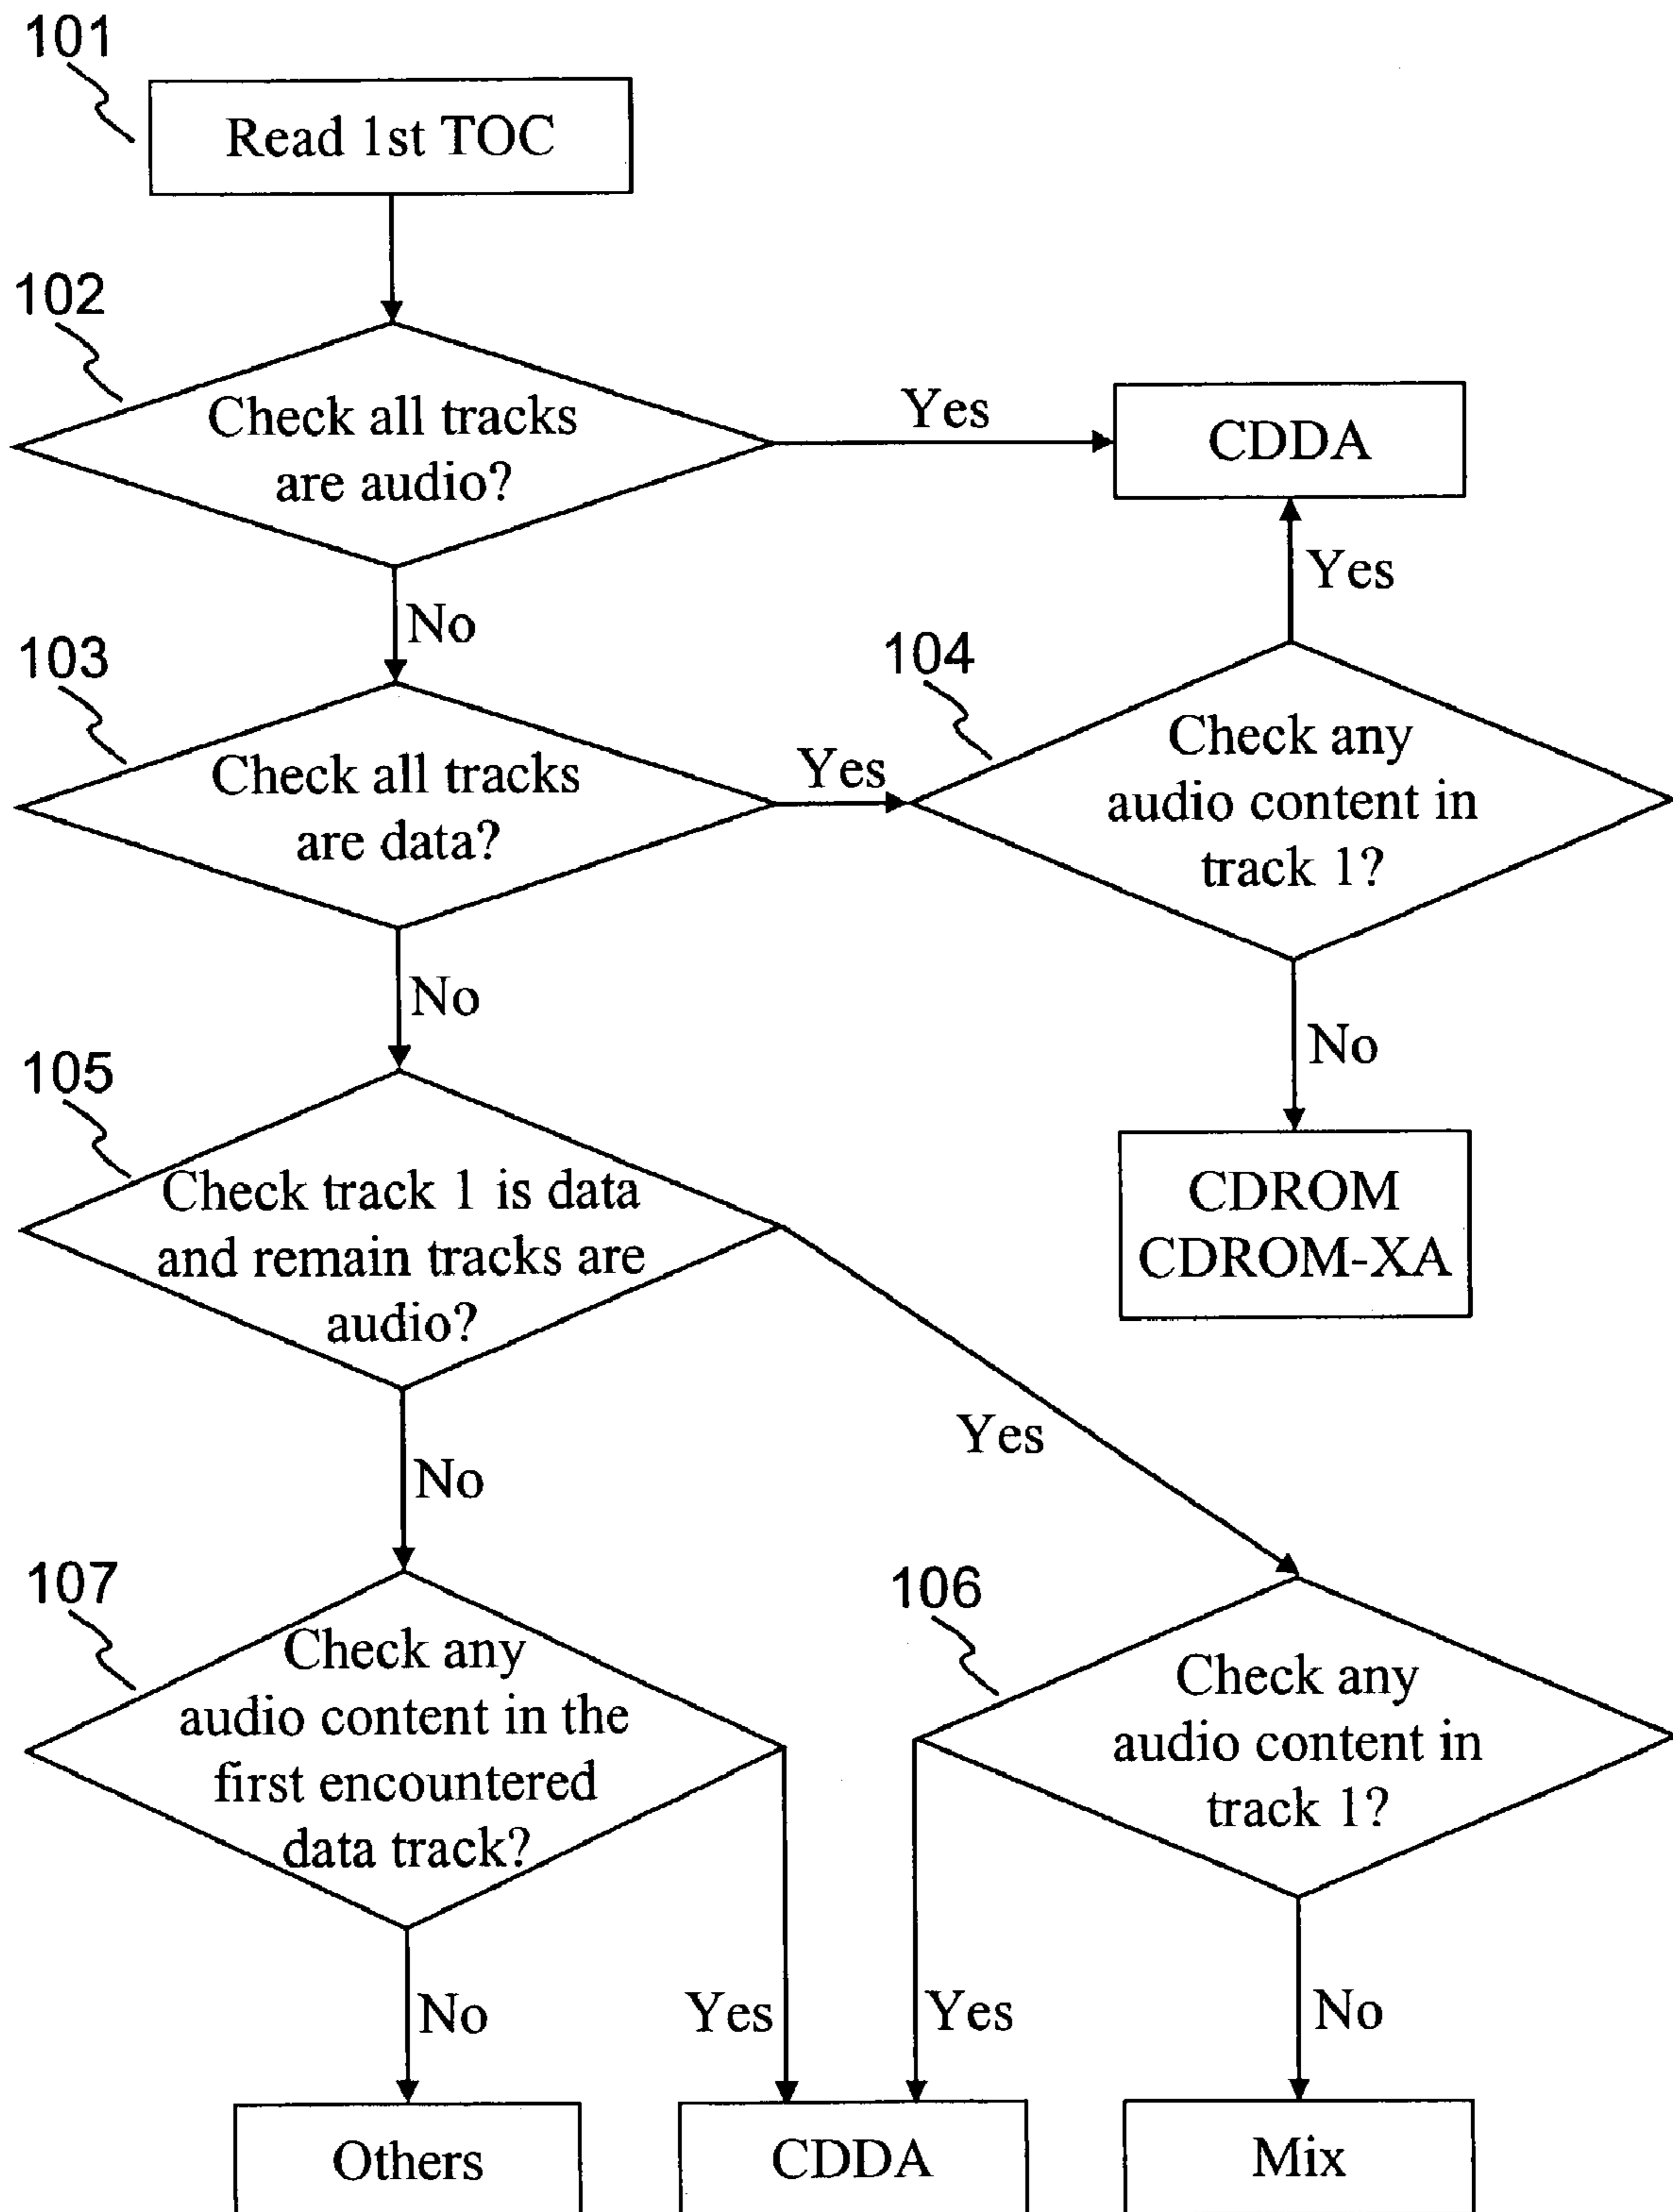 101
Read 1st TOC
102
Check all tracks
are audio?
Yes
CDDA
Yes
No
103
Check all tracks
are data?
Yes
104
Check any
audio content in
track 1?
No
No
CDROM
CDROM-XA
105
Check track 1 is data
and remain tracks are
audio?
Yes
No
107
Check any
audio content in the
first encountered
data track?
106
Check any
audio content in
track 1?
No
Yes
Yes
No
Others
CDDA
Mix